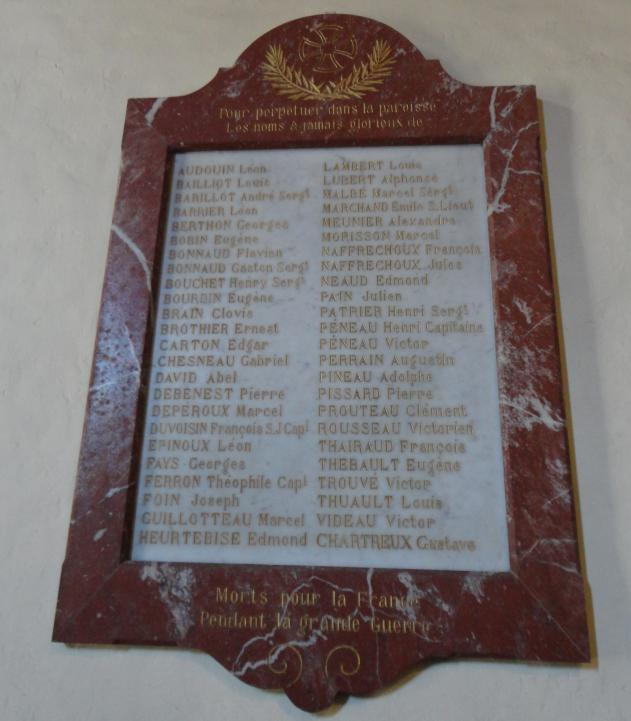 Pour perpétuer dans la paroisse
Les noms à jamais glorieux de
AUDOUIN Léon
BAILLIOT Louis
BARILLOT André Sergt
BARRIER Léon
BERTHON Georges
BOBIN Eugène
BONNAUD Flavien
BONNAUD Gaston Sergt
BOUCHET Henry Sergt
BOURBIN Eugène
BRAIN Clovis
BROTHIER Ernest
CARTON Edgar
CHESNEAU Gabriel
DAVID Abel
DEBENEST Pierre
DEPEROUX Marcel
DUVOISIN François S.J Capl
EPINOUX Léon
FAYS Georges
FERRON Théophile Capl
FOIN Joseph
GUILLOTTEAU Marcel
HEURTEBISE Edmond
LAMBERT Louis
LUBERT Alphonse
MALBÉ Marcel Sergt
MARCHAND Emile S.Lieut
MEUNIER Alexandre
MORISSON Marcel
NAFFRECHOUX François
NAFFRECHOUX Jules
NEAUD Edmond
PAIN Julien
PATRIER Henri Sergt
PÉNEAU Henri Capitaine
PÉNEAU Victor
PERRAIN Augustin
PINEAU Adolphe
PISSARD Pierre
PROUTEAU Clément
ROUSSEAU Victorien
THAIRAUD François
THEBAULT Eugène
TROUVÉ Victor
THUAULT Louis
VIDEAU Victor
CHARTREUX Gustave
Morts pour la France
Pendant la grande Guerre